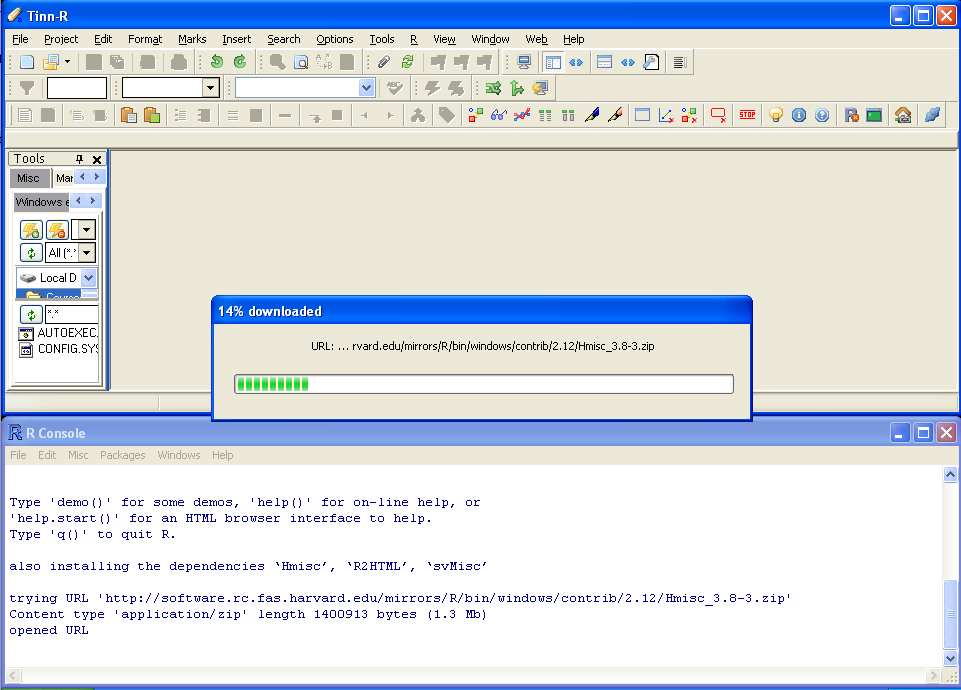 Tinn-R
File Project Edit Format Marks Insert Search Options Tools R View Window Web Help
STOP
Tools
Misc Mar
Windows e
All (*.*
Local D
*.*
AUTOEXEC.
CONFIG.SYS
14% downloaded
URL: ... rvard.edu/mirrors/R/bin/windows/contrib/2.12/Hmisc_3.8-3.zip
R Console
File Edit Misc Packages Windows Help
Type 'demo()' for some demos, 'help()' for on-line help, or
'help.start()' for an HTML browser interface to help.
Type 'q()' to quit R.
also installing the dependencies ‘Hmisc’, ‘R2HTML’, ‘svMisc’
trying URL 'http://software.rc.fas.harvard.edu/mirrors/R/bin/windows/contrib/2.12/Hmisc_3.8-3.zip'
Content type 'application/zip' length 1400913 bytes (1.3 Mb)
opened URL